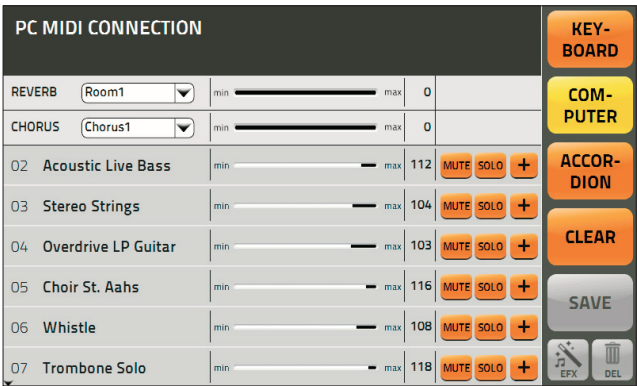 PC MIDI CONNECTION
REVERB Room1 min max 0
CHORUS Chorus1 min max 0
02 Acoustic Live Bass min max 112 MUTE SOLO +
03 Stereo Strings min max 104 MUTE SOLO +
04 Overdrive LP Guitar min max 103 MUTE SOLO +
05 Choir St. Aahs min max 116 MUTE SOLO +
06 Whistle min max 108 MUTE SOLO +
07 Trombone Solo min max 118 MUTE SOLO +
KEY-
BOARD
COM-
PUTER
ACCOR-
DION
CLEAR
SAVE
EFX DEL